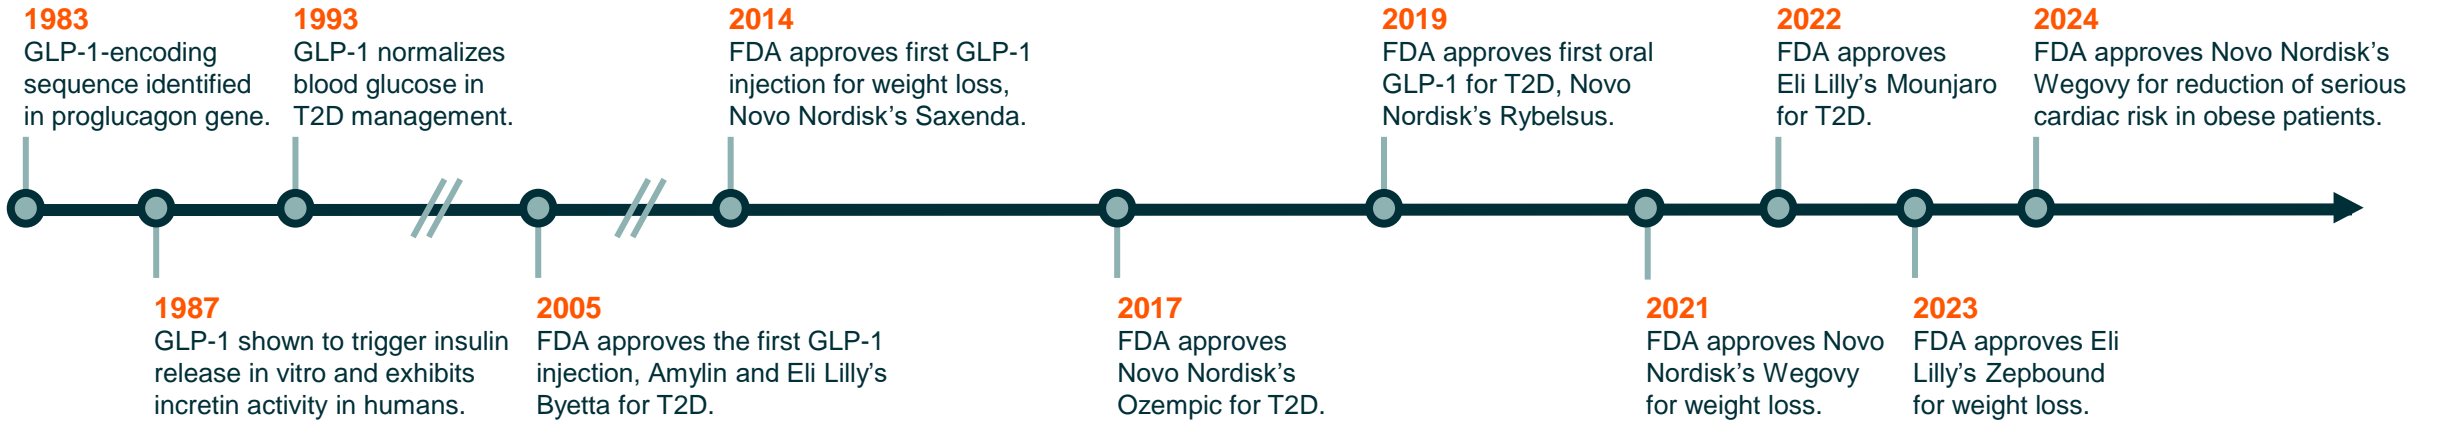 1983
GLP-1-encoding
sequence identified
in proglucagon gene.
1987
GLP-1 shown to trigger insulin
release in vitro and exhibits
incretin activity in humans.
1993
GLP-1 normalizes
blood glucose in
T2D management.
2005
FDA approves the first GLP-1
injection, Amylin and Eli Lilly’s
Byetta for T2D.
2014
FDA approves first GLP-1
injection for weight loss,
Novo Nordisk’s Saxenda.
2017
FDA approves
Novo Nordisk’s
Ozempic for T2D.
2019
FDA approves first oral
GLP-1 for T2D, Novo
Nordisk’s Rybelsus.
2021
FDA approves Novo
Nordisk’s Wegovy
for weight loss.
2022
FDA approves
Eli Lilly’s Mounjaro
for T2D.
2023
FDA approves Eli
Lilly’s Zepbound
for weight loss.
2024
FDA approves Novo Nordisk’s
Wegovy for reduction of serious
cardiac risk in obese patients.